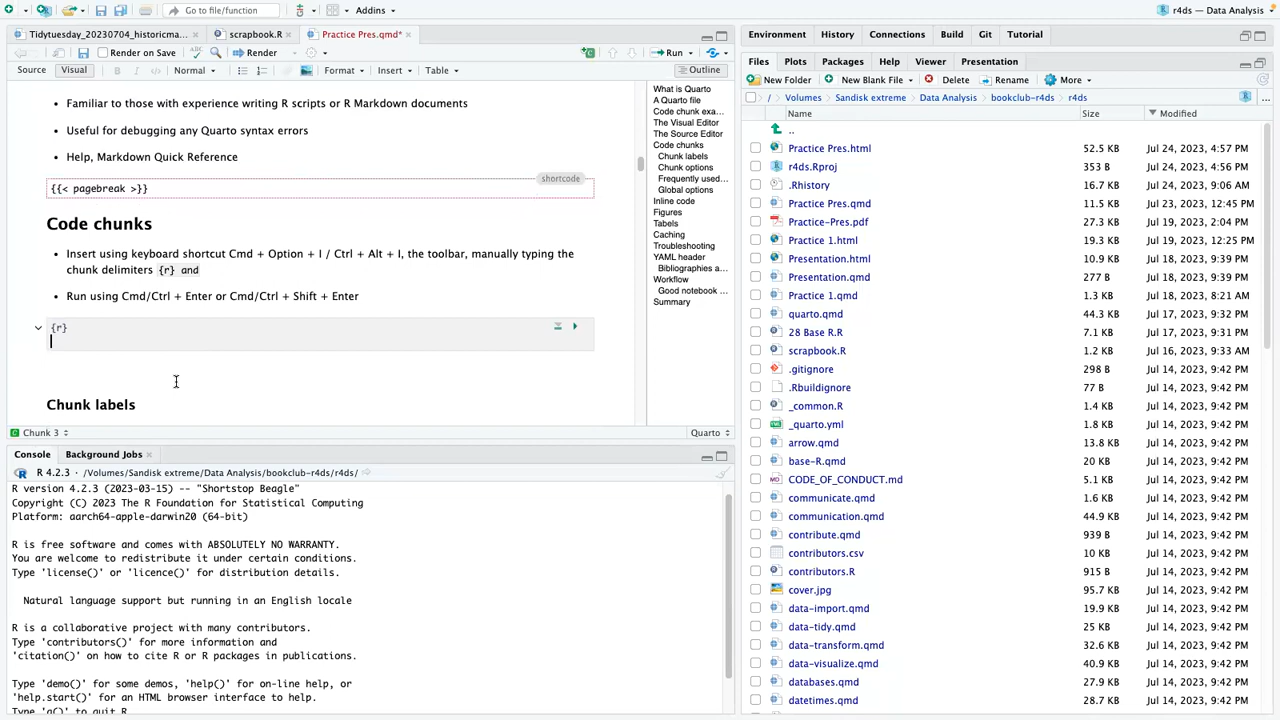 Go to file/function
Addins
r4ds — Data Analysis
Tidytuesday_20230704_historicma...
scrapbook.R
Practice Pres.qmd*
Render on Save
Render
Run
Source
Visual
B
I
Normal
Format
Insert
Table
Outline
Familiar to those with experience writing R scripts or R Markdown documents
Useful for debugging any Quarto syntax errors
Help, Markdown Quick Reference
shortcode
{{< pagebreak >}}
Code chunks
Insert using keyboard shortcut Cmd + Option + I / Ctrl + Alt + I, the toolbar, manually typing the
chunk delimiters {r} and
Run using Cmd/Ctrl + Enter or Cmd/Ctrl + Shift + Enter
{r}
Chunk labels
What is Quarto
A Quarto file
Code chunk exa...
The Visual Editor
The Source Editor
Code chunks
Chunk labels
Chunk options
Frequently used...
Global options
Inline code
Figures
Tabels
Caching
Troubleshooting
YAML header
Bibliographies a...
Workflow
Good notebook ...
Summary
Chunk 3
Quarto
Console
Background Jobs
R 4.2.3 · /Volumes/Sandisk extreme/Data Analysis/bookclub-r4ds/r4ds/
R version 4.2.3 (2023-03-15) -- "Shortstop Beagle"
Copyright (C) 2023 The R Foundation for Statistical Computing
Platform: aarch64-apple-darwin20 (64-bit)
R is free software and comes with ABSOLUTELY NO WARRANTY.
You are welcome to redistribute it under certain conditions.
Type 'license()' or 'licence()' for distribution details.
Natural language support but running in an English locale
R is a collaborative project with many contributors.
Type 'contributors()' for more information and
'citation()' on how to cite R or R packages in publications.
Type 'demo()' for some demos, 'help()' for on-line help, or
'help.start()' for an HTML browser interface to help.
Type 'q()' to quit R.
Environment
History
Connections
Build
Git
Tutorial
Files
Plots
Packages
Help
Viewer
Presentation
New Folder
New Blank File
Delete
Rename
More
/ Volumes Sandisk extreme Data Analysis bookclub-r4ds r4ds
...
Name Size Modified
..
Practice Pres.html 52.5 KB Jul 24, 2023, 4:57 PM
r4ds.Rproj 353 B Jul 24, 2023, 4:56 PM
.Rhistory 16.7 KB Jul 23, 2023, 9:06 AM
Practice Pres.qmd 11.5 KB Jul 23, 2023, 12:45 PM
Practice-Pres.pdf 27.3 KB Jul 19, 2023, 2:04 PM
Practice 1.html 19.3 KB Jul 19, 2023, 12:25 PM
Presentation.html 10.9 KB Jul 18, 2023, 9:39 PM
Presentation.qmd 277 B Jul 18, 2023, 9:39 PM
Practice 1.qmd 1.3 KB Jul 18, 2023, 8:21 AM
quarto.qmd 44.3 KB Jul 17, 2023, 9:32 PM
28 Base R.R 7.1 KB Jul 17, 2023, 9:31 PM
scrapbook.R 1.2 KB Jul 16, 2023, 9:33 AM
.gitignore 298 B Jul 14, 2023, 9:42 PM
.Rbuildignore 77 B Jul 14, 2023, 9:42 PM
_common.R 1.4 KB Jul 14, 2023, 9:42 PM
_quarto.yml 1.8 KB Jul 14, 2023, 9:42 PM
arrow.qmd 13.8 KB Jul 14, 2023, 9:42 PM
base-R.qmd 20 KB Jul 14, 2023, 9:42 PM
CODE_OF_CONDUCT.md 5.1 KB Jul 14, 2023, 9:42 PM
communicate.qmd 1.6 KB Jul 14, 2023, 9:42 PM
communication.qmd 44.9 KB Jul 14, 2023, 9:42 PM
contribute.qmd 939 B Jul 14, 2023, 9:42 PM
contributors.csv 10 KB Jul 14, 2023, 9:42 PM
contributors.R 915 B Jul 14, 2023, 9:42 PM
cover.jpg 95.7 KB Jul 14, 2023, 9:42 PM
data-import.qmd 19.9 KB Jul 14, 2023, 9:42 PM
data-tidy.qmd 25 KB Jul 14, 2023, 9:42 PM
data-transform.qmd 32.6 KB Jul 14, 2023, 9:42 PM
data-visualize.qmd 40.9 KB Jul 14, 2023, 9:42 PM
databases.qmd 27.9 KB Jul 14, 2023, 9:42 PM
datetimes.qmd 28.7 KB Jul 14, 2023, 9:42 PM